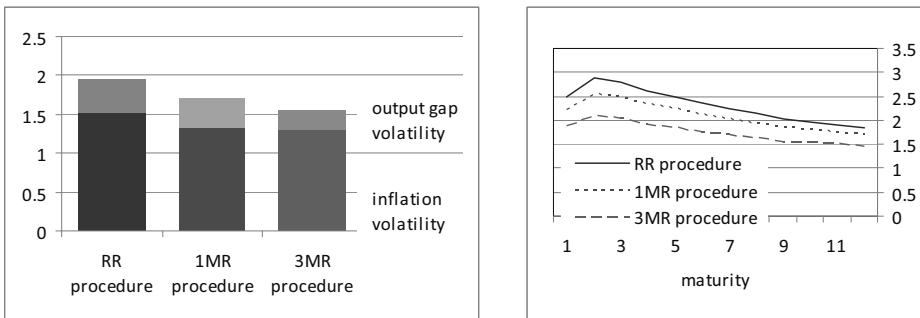 2.5
2
1.5
1
0.5
0
output gap
volatility
inflation
volatility
RR
procedure
1MR
procedure
3MR
procedure
3.5
3
2.5
2
1.5
1
0.5
0
RR procedure
1MR procedure
3MR procedure
1 3 5 7 9 11
maturity